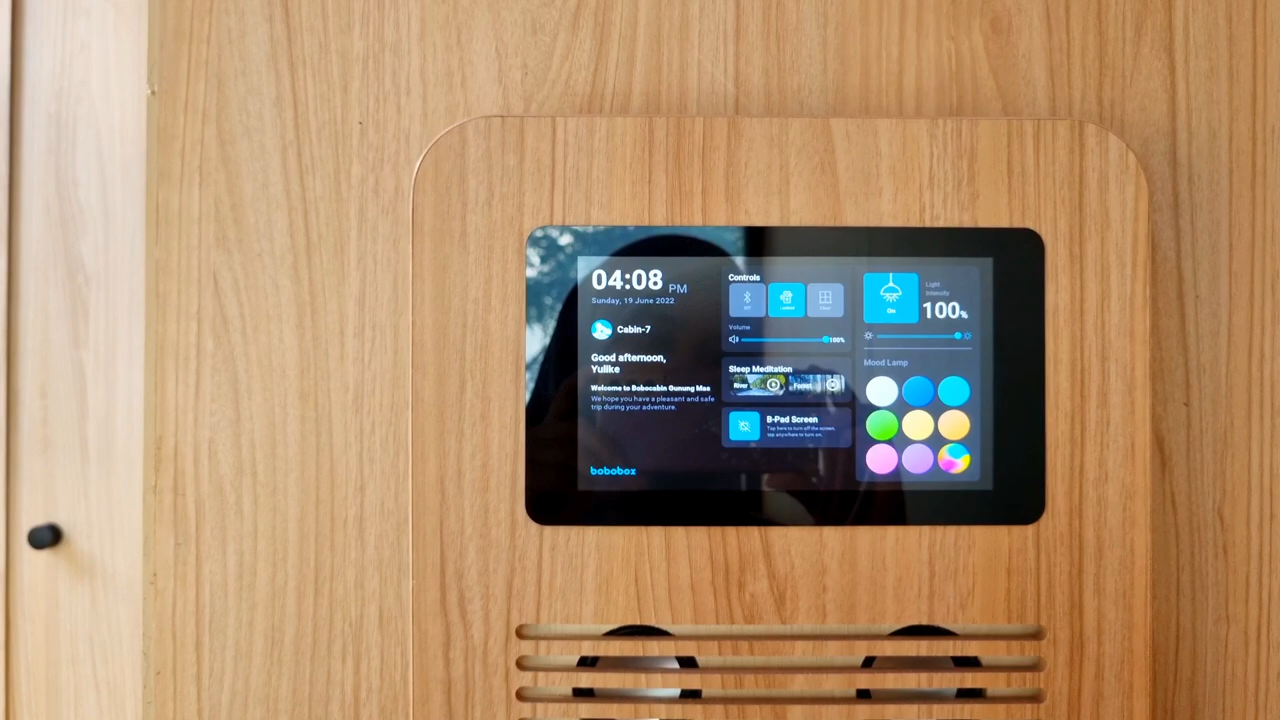 04:08 PM
Sunday, 19 June 2022
Cabin-7
Good afternoon,
Yulike
Welcome to Bobocabin Gunung Mas
We hope you have a pleasant and safe
trip during your adventure.
bobobox
Controls
Volume
100%
Sleep Meditation
River
Forest
B-Pad Screen
Tap here to turn off the screen,
tap anywhere to turn on.
On
Light
Intensity
100%
Mood Lamp